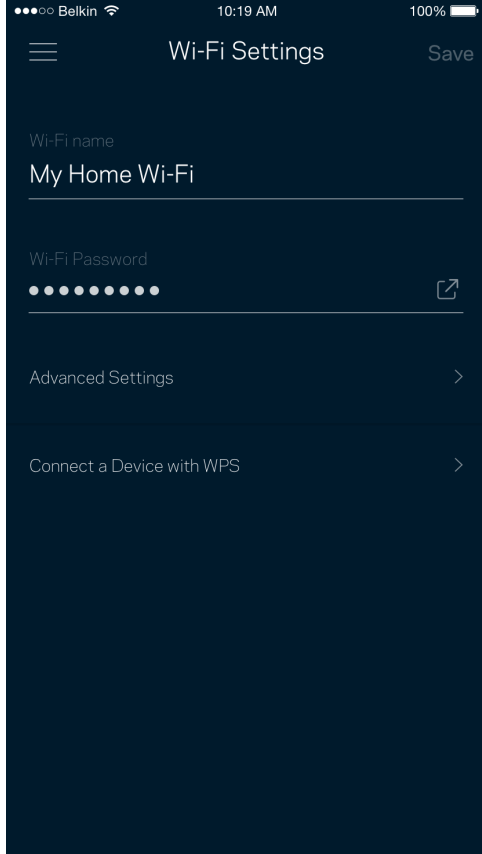 Belkin 10:19 AM 100%
Wi-Fi Settings Save
Wi-Fi name
My Home Wi-Fi
Wi-Fi Password
●●●●●●●●●
Advanced Settings
Connect a Device with WPS